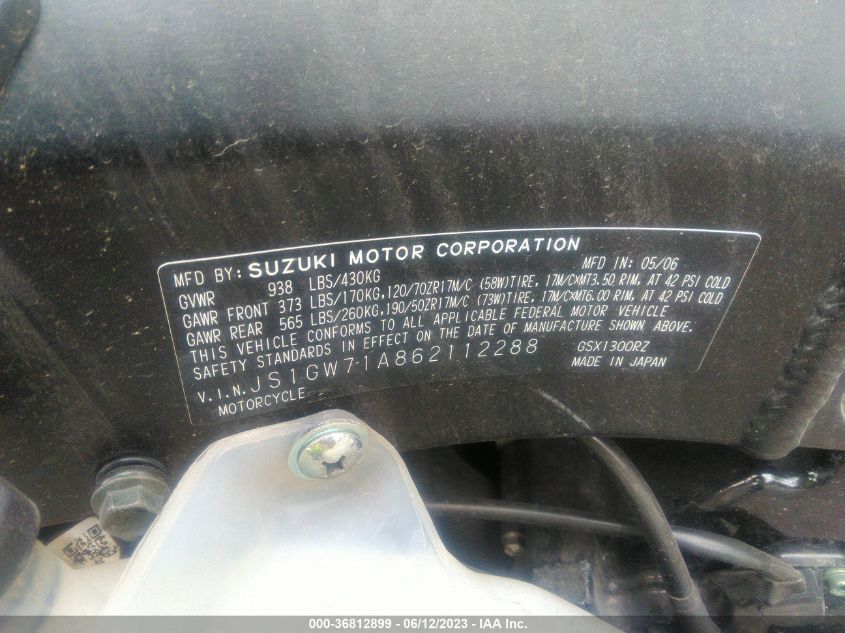 MFD BY: SUZUKI MOTOR CORPORATION
MFD IN: 05/06
GVWR 938 LBS/430KG
GAWR FRONT 373 LBS/170KG,120/70ZR17M/C (58W)TIRE, 17M/CXMT3.50 RIM, AT 42 PSI COLD
GAWR REAR 565 LBS/260KG,190/50ZR17M/C (73W)TIRE, 17M/CXMT6.00 RIM, AT 42 PSI COLD
THIS VEHICLE CONFORMS TO ALL APPLICABLE FEDERAL MOTOR VEHICLE
SAFETY STANDARDS IN EFFECT ON THE DATE OF MANUFACTURE SHOWN ABOVE.
V.I.N. JS1GW71A862112288
GSX1300RZ
MOTORCYCLE
MADE IN JAPAN
000-36812899 - 06/12/2023 - IAA Inc.